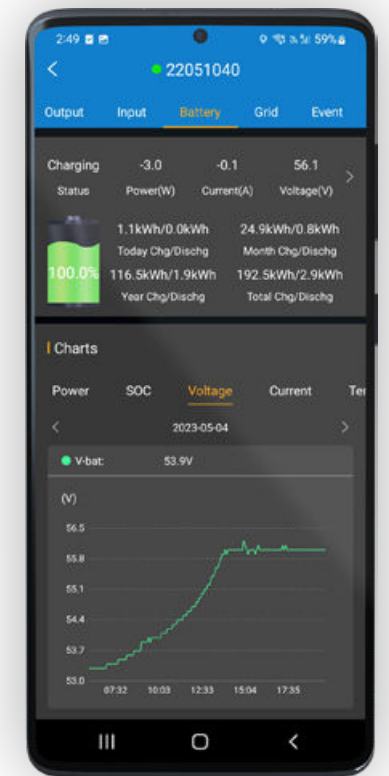 2:49 59%
22051040
Output Input Battery Grid Event
Charging -3.0 -0.1 56.1
Status Power(W) Current(A) Voltage(V)
1.1kWh/0.0kWh 24.9kWh/0.8kWh
Today Chg/Dischg Month Chg/Dischg
100.0% 116.5kWh/1.9kWh 192.5kWh/2.9kWh
Year Chg/Dischg Total Chg/Dischg
Charts
Power SOC Voltage Current Ter
2023-05-04
V-bat: 53.9V
(V)
56.5
55.8
55.1
54.4
53.7
53.0
07:32 10:03 12:33 15:04 17:35